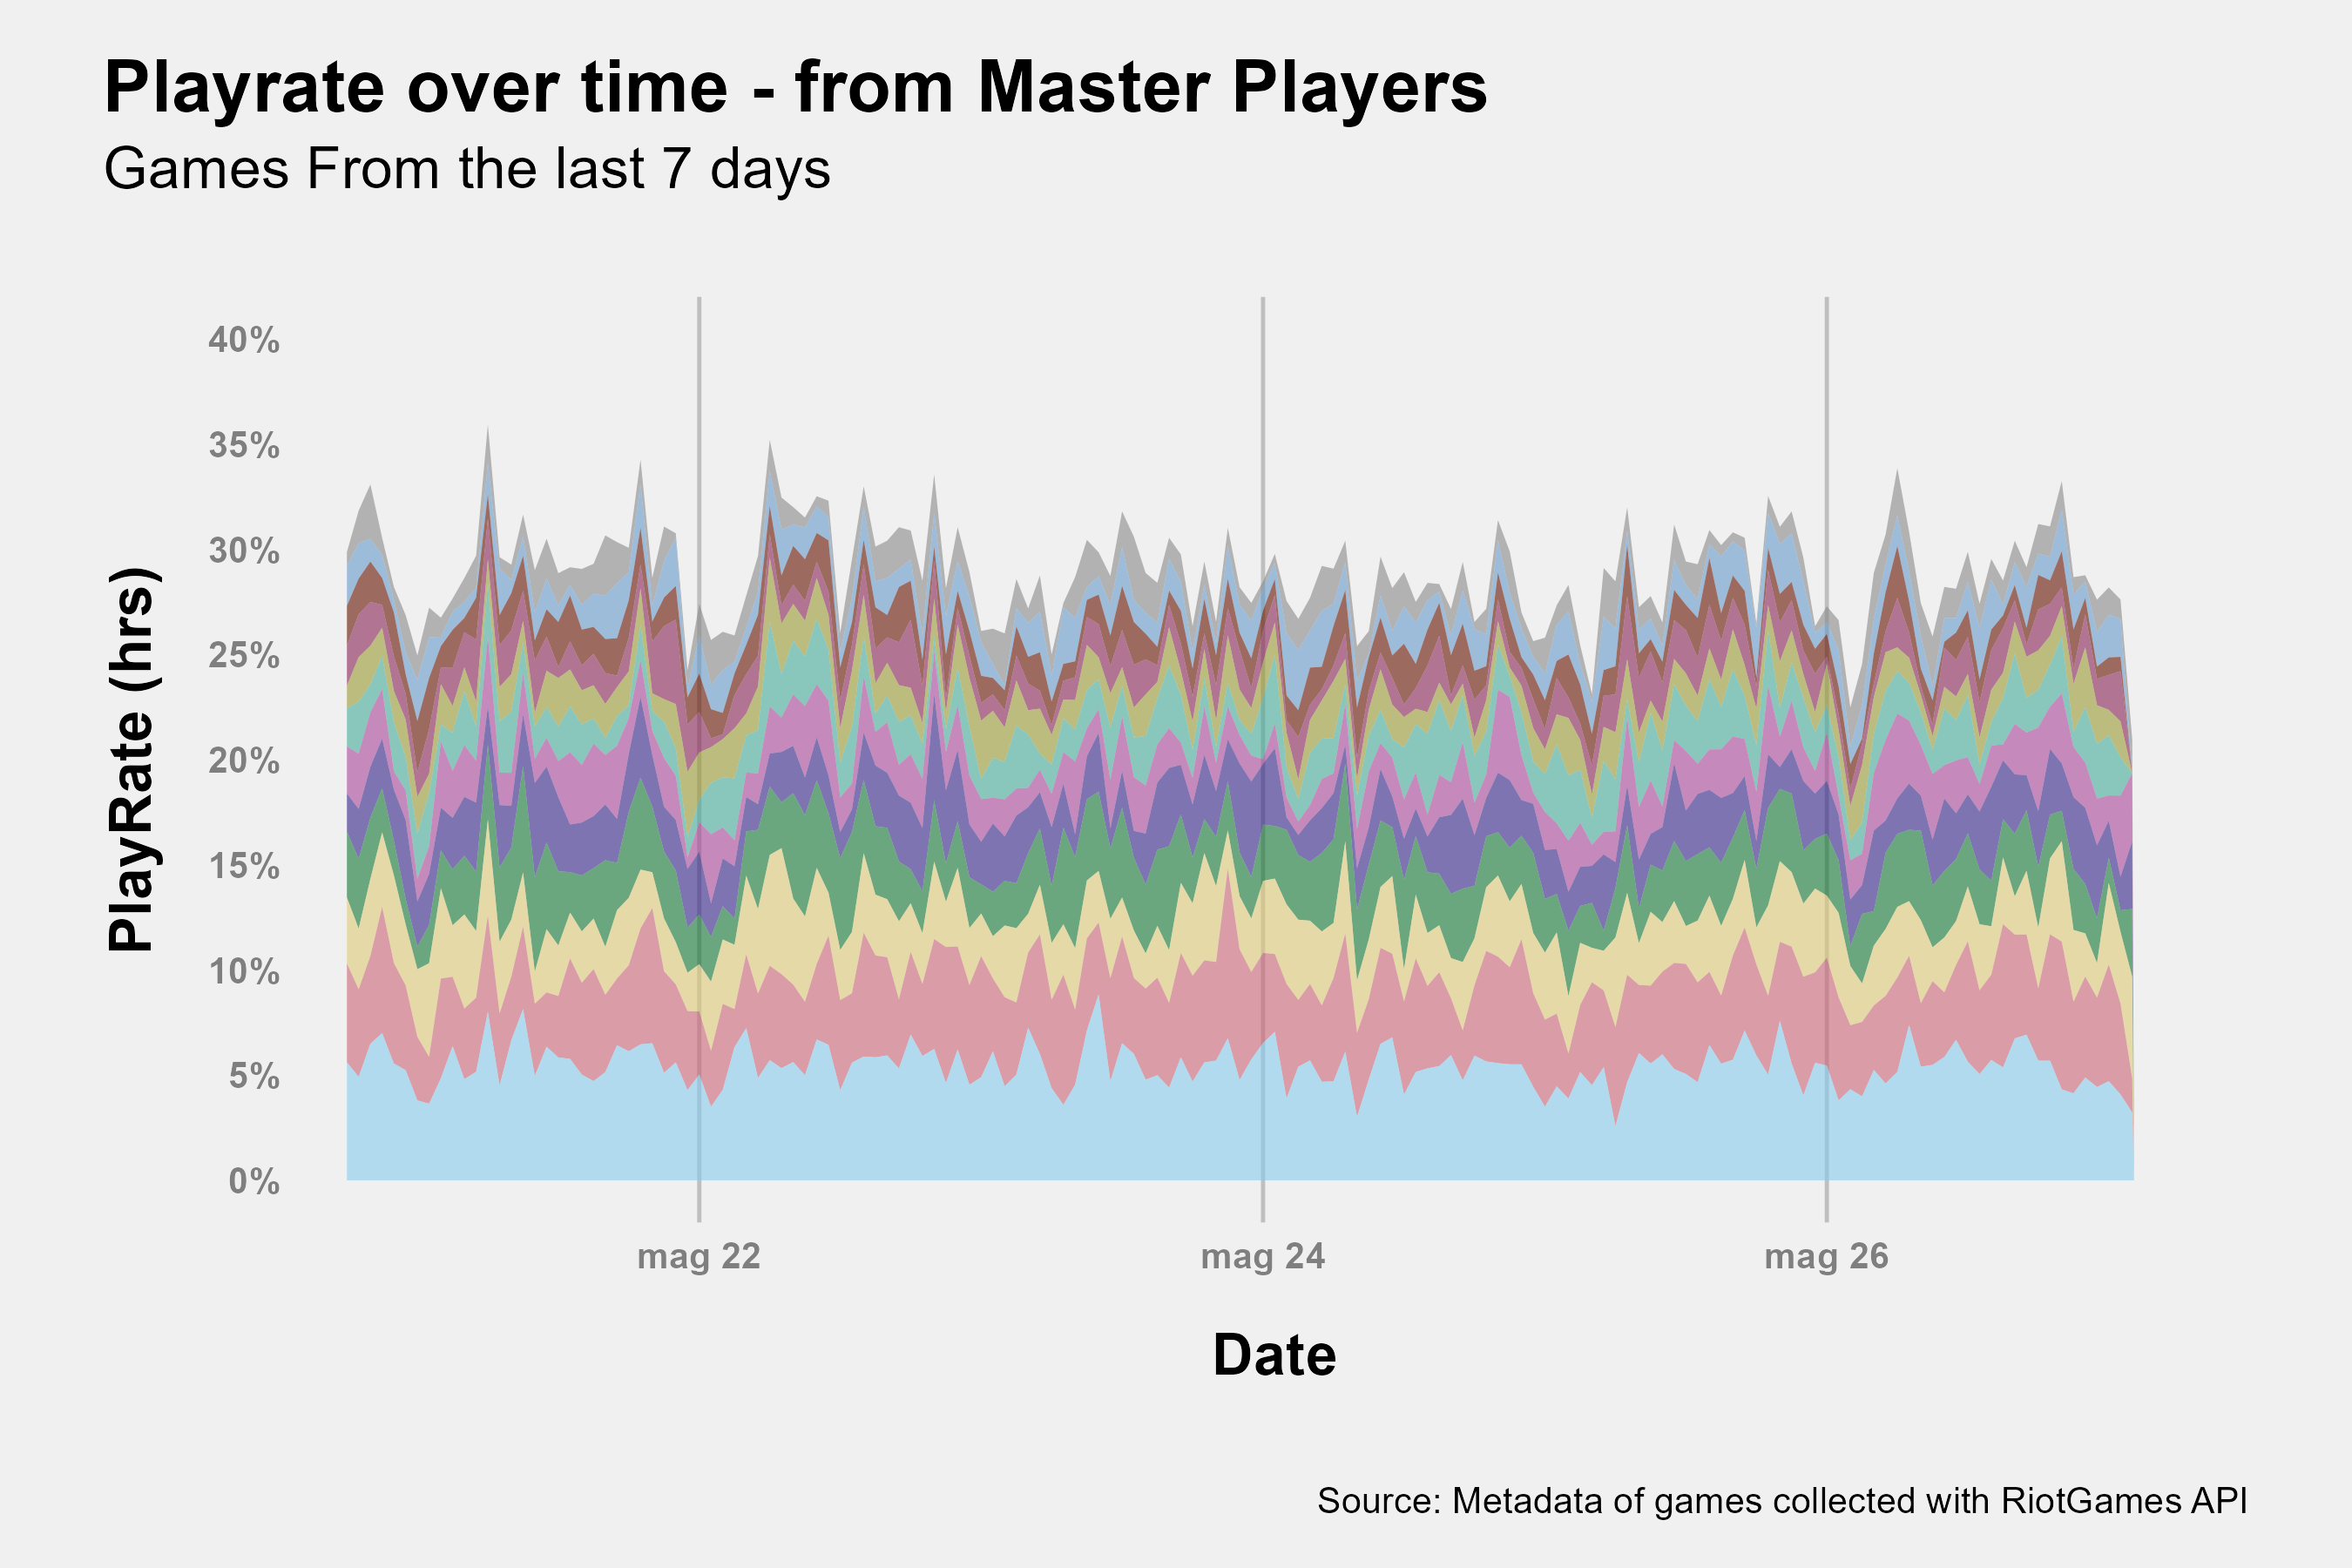 Playrate over time - from Master Players
Games From the last 7 days
PlayRate (hrs)
40%
35%
30%
25%
20%
15%
10%
5%
0%
mag 22
mag 24
mag 26
Date
Source: Metadata of games collected with RiotGames API